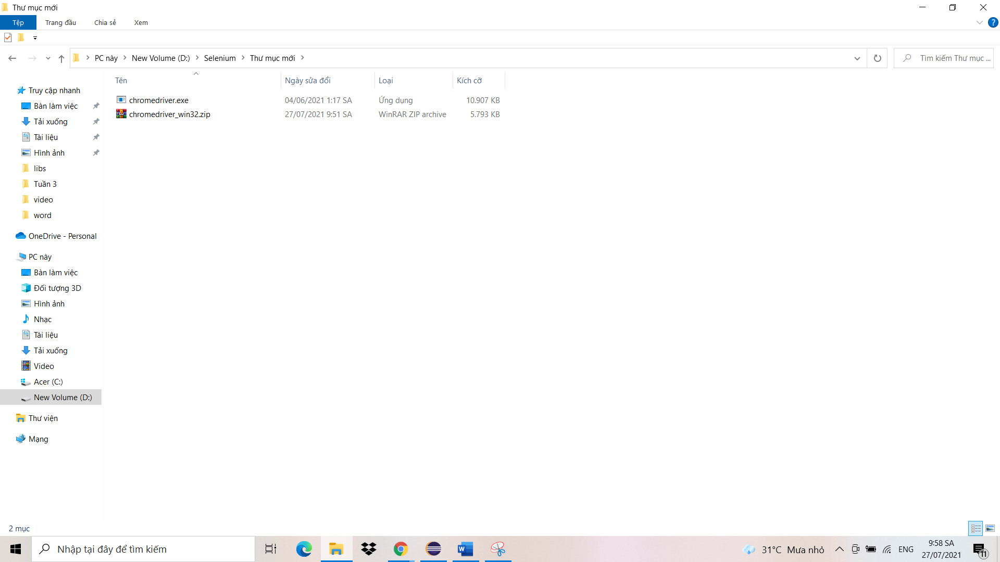 Thư mục mới
Tệp Trang đầu Chia sẻ Xem
?
PC này New Volume (D:) Selenium Thư mục mới
Tìm kiếm Thư mục ...
Tên Ngày sửa đổi Loại Kích cỡ
chromedriver.exe 04/06/2021 1:17 SA Ứng dụng 10.907 KB
chromedriver_win32.zip 27/07/2021 9:51 SA WinRAR ZIP archive 5.793 KB
Truy cập nhanh
Bàn làm việc
Tải xuống
Tài liệu
Hình ảnh
libs
Tuần 3
video
word
OneDrive - Personal
PC này
Bàn làm việc
Đối tượng 3D
Hình ảnh
Nhạc
Tài liệu
Tải xuống
Video
Acer (C:)
New Volume (D:)
Thư viện
Mạng
2 mục
Nhập tại đây để tìm kiếm
W
31°C Mưa nhỏ
ENG
9:58 SA
27/07/2021
11